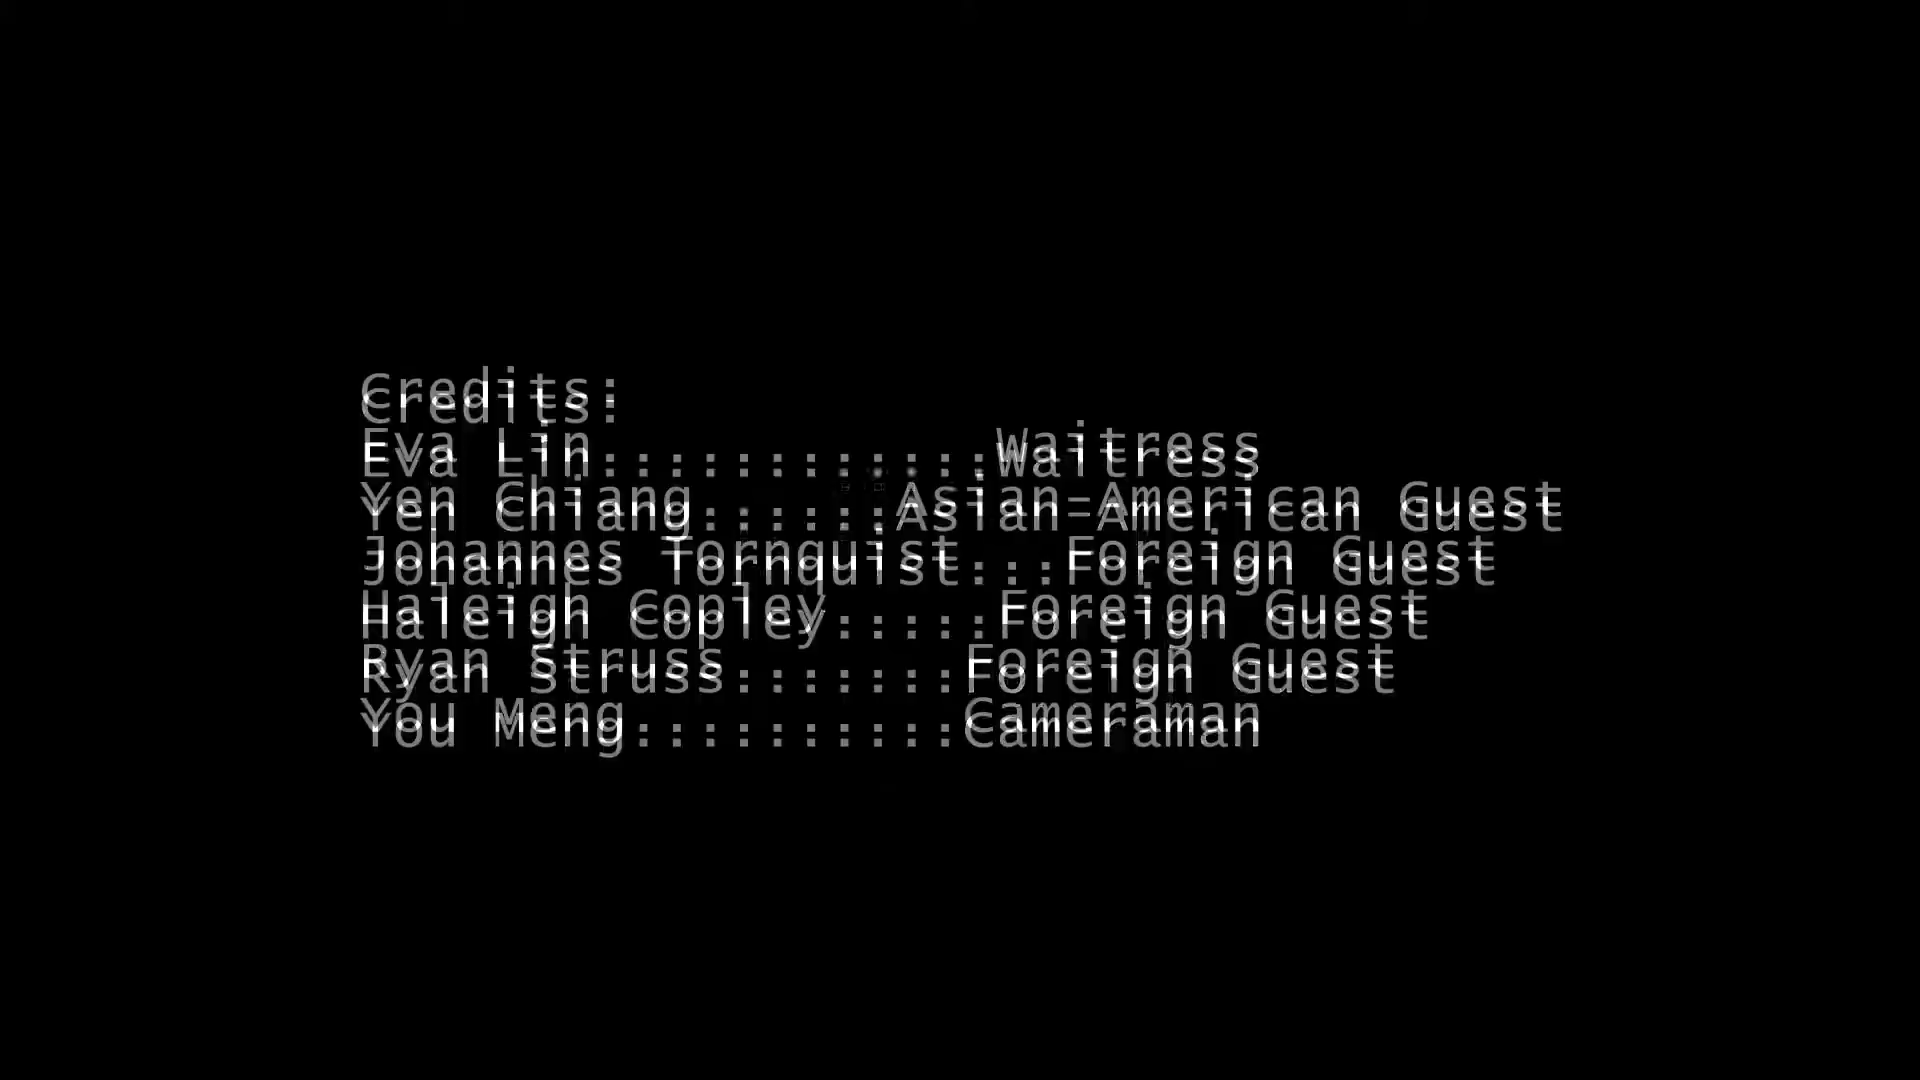 Credits:
Eva Lin............Waitress
Yen Chiang......Asian-American Guest
Johannes Tornquist...Foreign Guest
Haleigh Copley.....Foreign Guest
Ryan Struss.......Foreign Guest
You Meng..........Cameraman